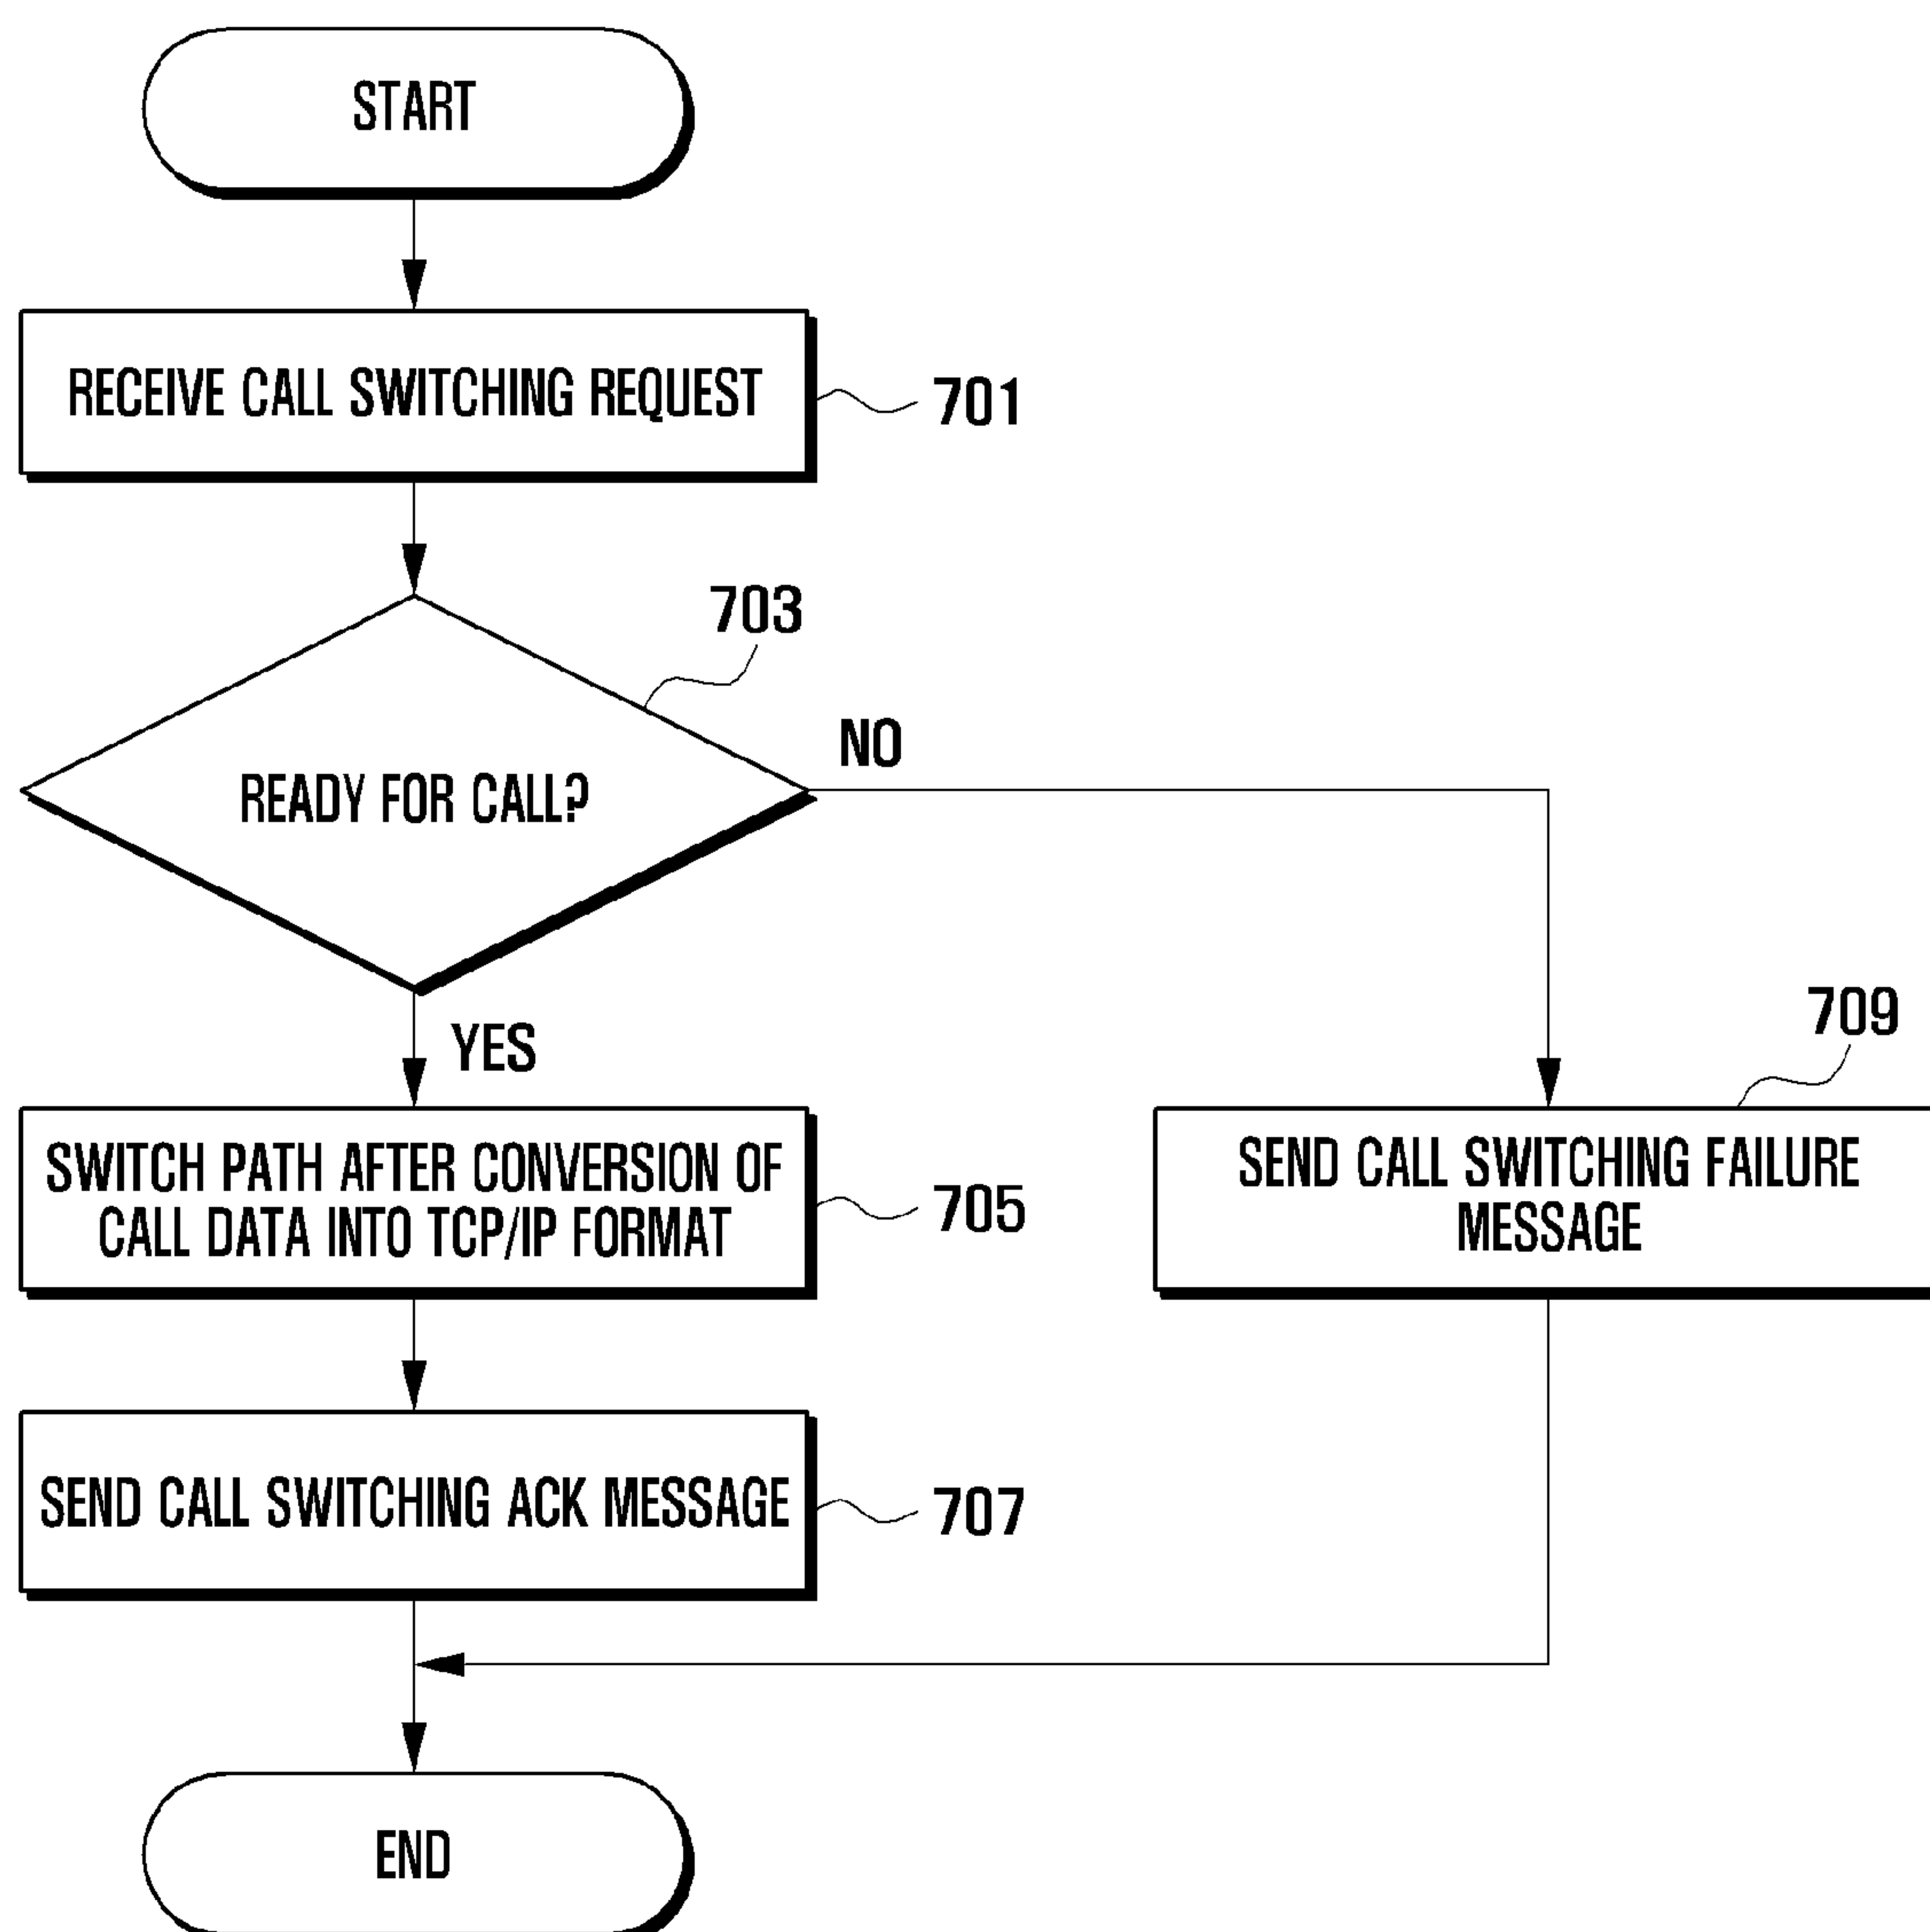 START
RECEIVE CALL SWITCHING REQUEST
701
703
READY FOR CALL?
NO
YES
709
SWITCH PATH AFTER CONVERSION OF
CALL DATA INTO TCP/IP FORMAT
705
SEND CALL SWITCHING FAILURE
MESSAGE
SEND CALL SWITCHING ACK MESSAGE
707
END